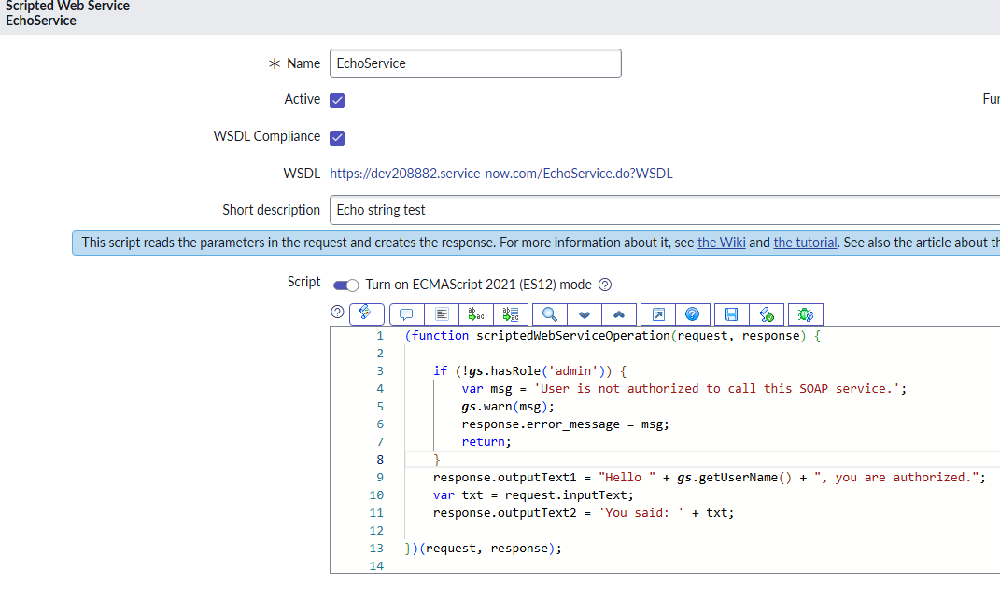 Scripted Web Service
EchoService
* Name EchoService
Active Fur
WSDL Compliance
WSDL https://dev208882.service-now.com/EchoService.do?WSDL
Short description Echo string test
This script reads the parameters in the request and creates the response. For more information about it, see the Wiki and the tutorial. See also the article about th
Script Turn on ECMAScript 2021 (ES12) mode
1 (function scriptedWebServiceOperation(request, response) {
2
3 if (!gs.hasRole('admin')) {
4 var msg = 'User is not authorized to call this SOAP service.';
5 gs.warn(msg);
6 response.error_message = msg;
7 return;
8 }
9 response.outputText1 = "Hello " + gs.getUserName() + ", you are authorized.";
10 var txt = request.inputText;
11 response.outputText2 = 'You said: ' + txt;
12
13 })(request, response);
14